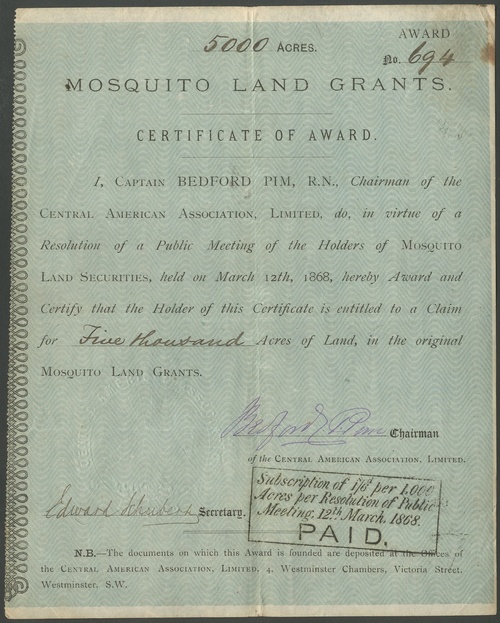 5000 ACRES.
AWARD
No. 694
MOSQUITO LAND GRANTS.
CERTIFICATE OF AWARD.
I, CAPTAIN BEDFORD PIM, R.N., Chairman of the
CENTRAL AMERICAN ASSOCIATION, LIMITED, do, in virtue of a
Resolution of a Public Meeting of the Holders of MOSQUITO
LAND SECURITIES, held on March 12th, 1868, hereby Award and
Certify that the Holder of this Certificate is entitled to a Claim
for Five thousand Acres of Land, in the original
MOSQUITO LAND GRANTS.
Bedford Pim Chairman
of the CENTRAL AMERICAN ASSOCIATION, LIMITED.
Subscription of 1/6 per 1,000
Acres per Resolution of Public
Meeting, 12th March, 1868.
PAID.
Edward Secretary.
N.B.—The documents on which this Award is founded are deposited at the Offices of
the CENTRAL AMERICAN ASSOCIATION, LIMITED, 4, Westminster Chambers, Victoria Street,
Westminster, S.W.